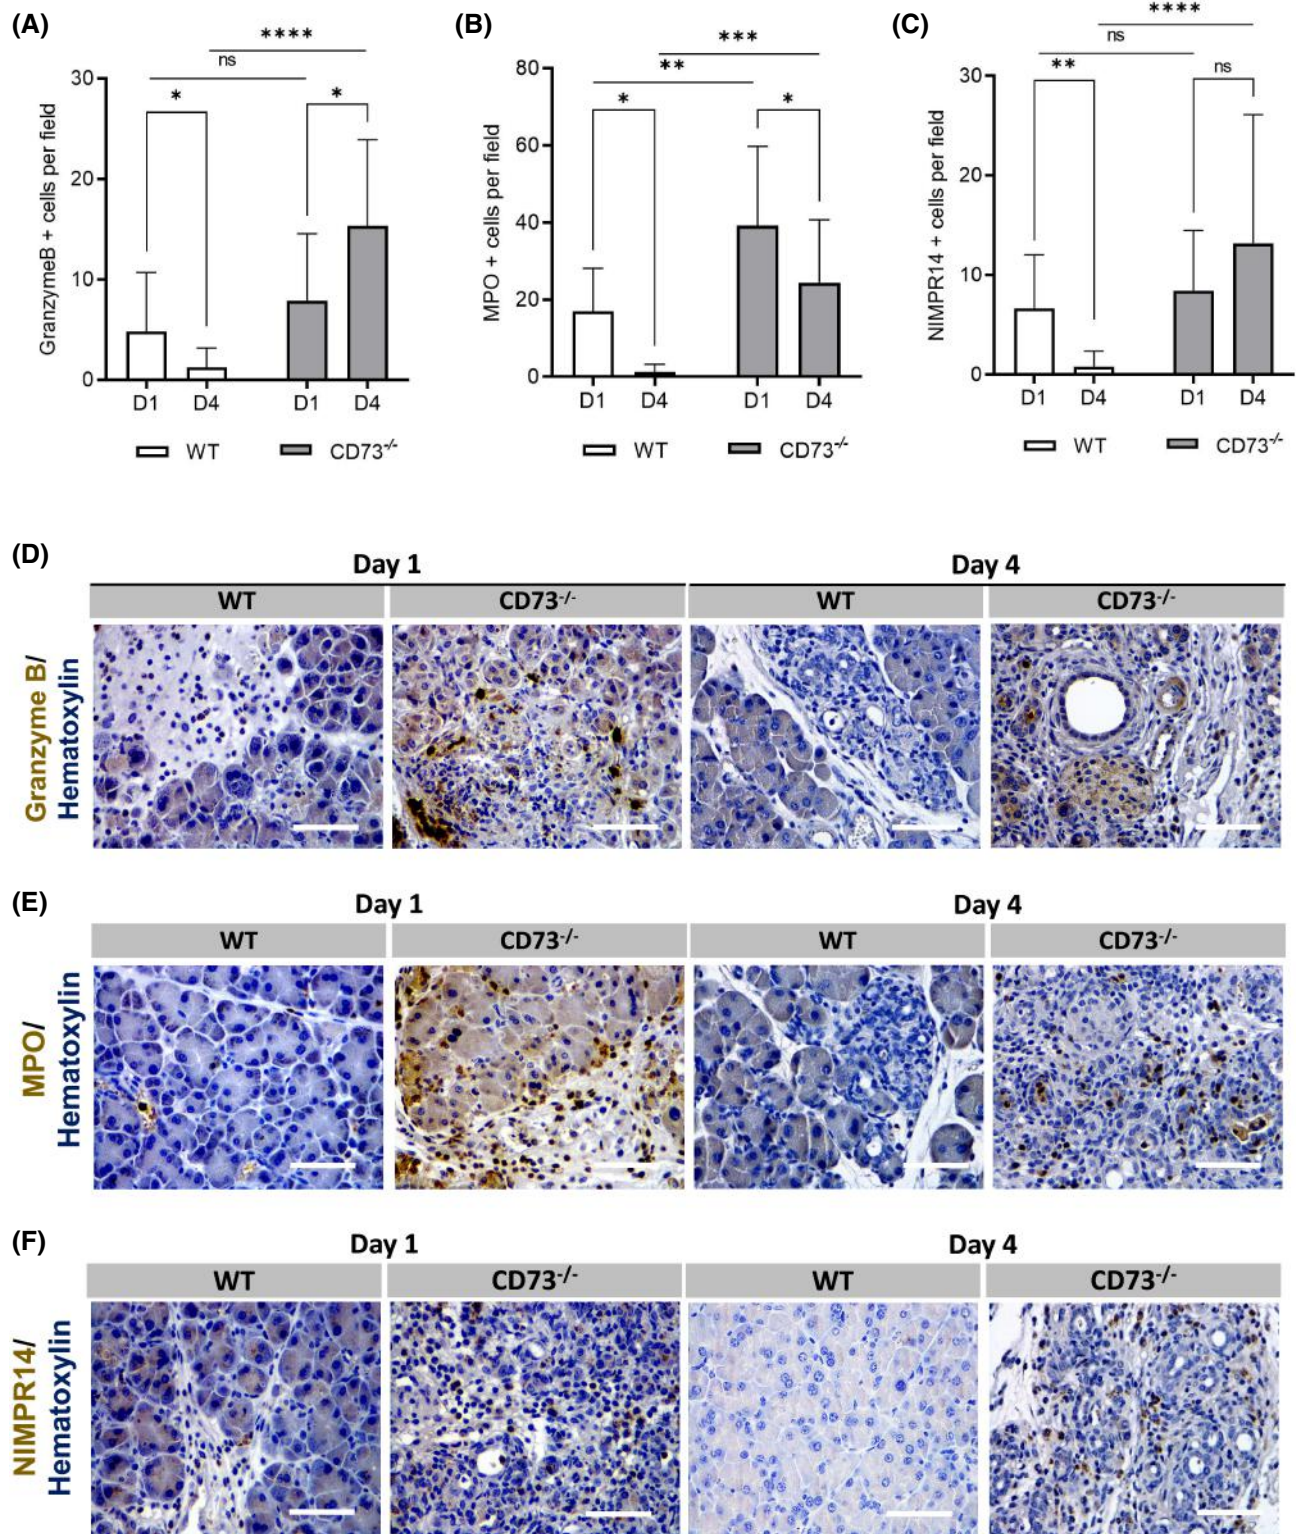 (A)
****
ns
*
*
GranzymeB + cells per field
30
20
10
0
D1
D4
D1
D4
WT
CD73-/-
(B)
***
**
*
*
MPO + cells per field
80
60
40
20
0
D1
D4
D1
D4
WT
CD73-/-
(C)
****
ns
**
ns
NIMPR14 + cells per field
30
20
10
0
D1
D4
D1
D4
WT
CD73-/-
(D)
Day 1
Day 4
WT
CD73-/-
WT
CD73-/-
Granzyme B/
Hematoxylin
(E)
Day 1
Day 4
WT
CD73-/-
WT
CD73-/-
MPO/
Hematoxylin
(F)
Day 1
Day 4
WT
CD73-/-
WT
CD73-/-
NIMPR14/
Hematoxylin